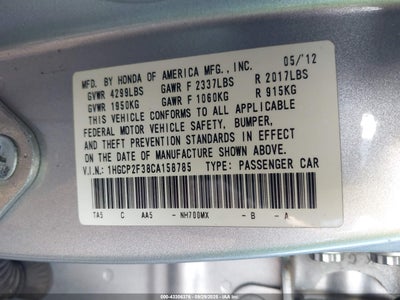 MFD. BY HONDA OF AMERICA MFG., INC. 05/'12
GVWR 4299LBS GAWR F 2337LBS R 2017LBS
GVWR 1950KG GAWR F 1060KG R 915KG
THIS VEHICLE CONFORMS TO ALL APPLICABLE
FEDERAL MOTOR VEHICLE SAFETY, BUMPER,
AND THEFT PREVENTION STANDARDS IN EFFECT
ON THE DATE OF MANUFACTURE SHOWN ABOVE.
V.I.N.: 1HGCP2F38CA158785 TYPE: PASSENGER CAR
TA5 C AA5 - NH700MX - B - A